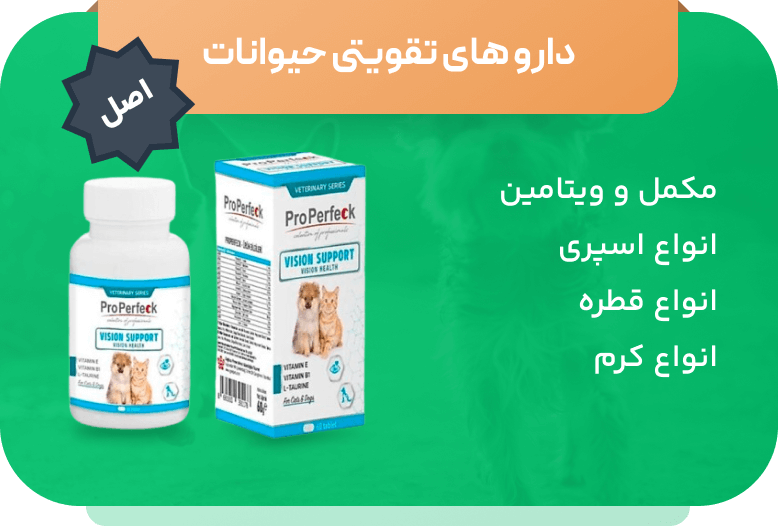 داروهای تقویتی حیوانات
اصل
مکمل و ویتامین
انواع اسپری
انواع قطره
انواع کرم
VETERINARY SERIES
ProPerfeck
VISION SUPPORT
VISION HEALTH
VITAMIN E
VITAMIN B1
L-TAURINE
For Cats & Dogs
VETERINARY SERIES
ProPerfeck
VISION SUPPORT
VISION HEALTH
VITAMIN E
VITAMIN B1
L-TAURINE
For Cats & Dogs
ProPerfeck
ProPerfeck